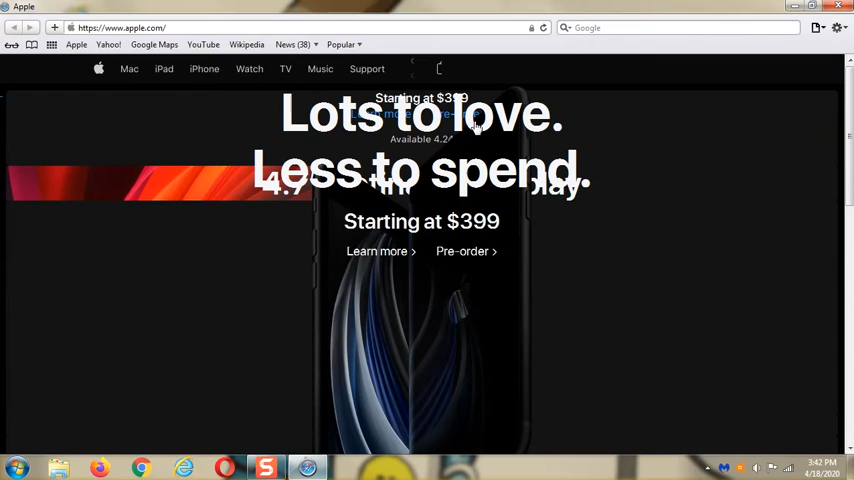 Apple
https://www.apple.com/
Google
Apple Yahoo! Google Maps YouTube Wikipedia News (38) Popular
Mac iPad iPhone Watch TV Music Support
Starting at $399
Lots to love.
Available 4.24
Less to spend.
4.7
Starting at $399
Learn more > Pre-order >
3:42 PM
4/18/2020